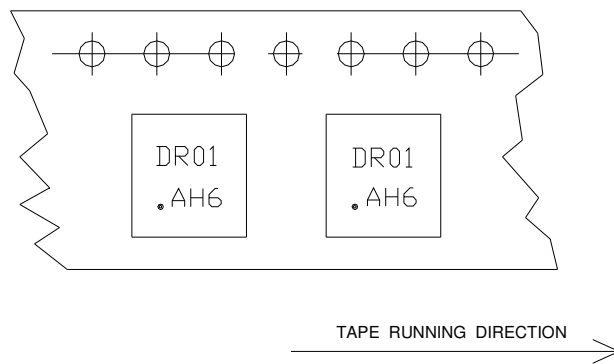 DR01
AH6
DR01
AH6
TAPE RUNNING DIRECTION